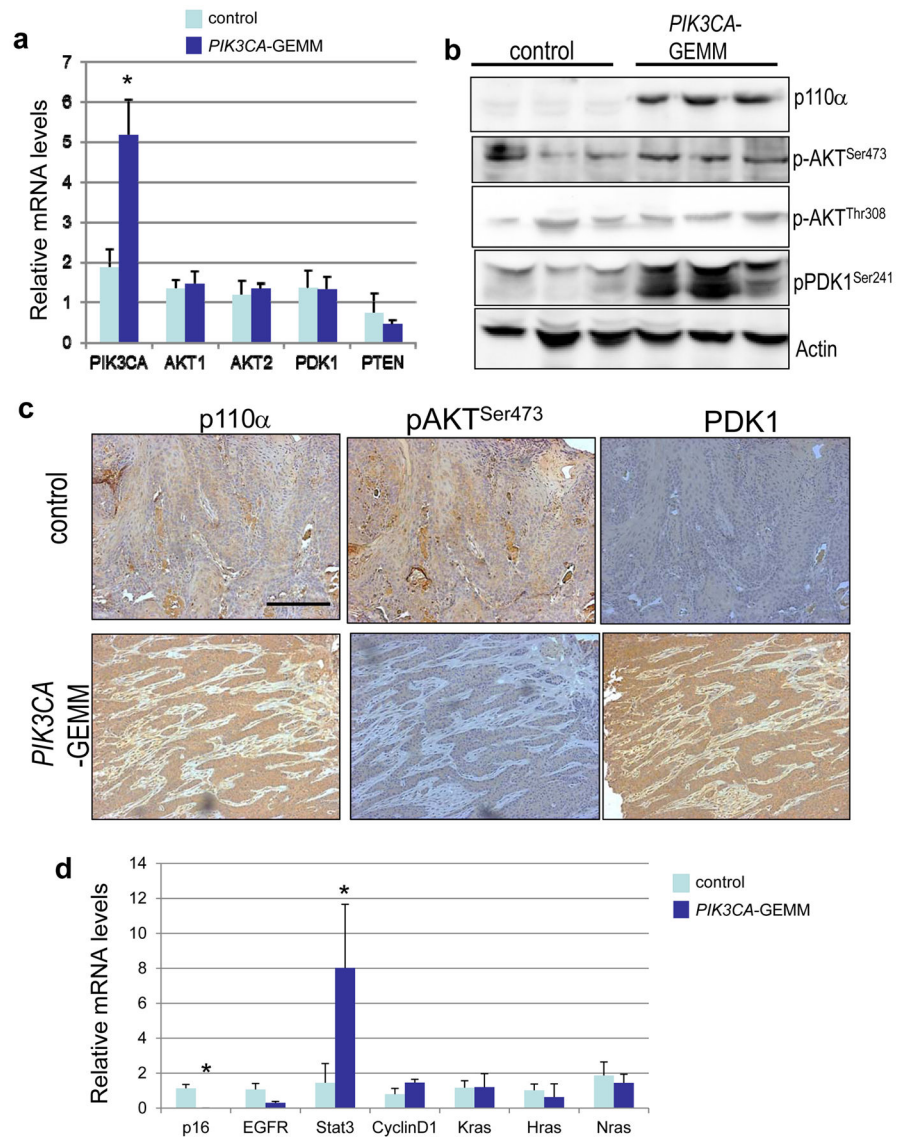 control
PIK3CA-GEMM
a
Relative mRNA levels
7
6
5
4
3
2
1
0
*
PIK3CA AKT1 AKT2 PDK1 PTEN
b
control
PIK3CA-
GEMM
p110α
p-AKTSer473
p-AKTThr308
pPDK1Ser241
Actin
c
p110α pAKTSer473 PDK1
control
PIK3CA
-GEMM
d
Relative mRNA levels
14
12
10
8
6
4
2
0
*
*
p16 EGFR Stat3 CyclinD1 Kras Hras Nras
control
PIK3CA-GEMM